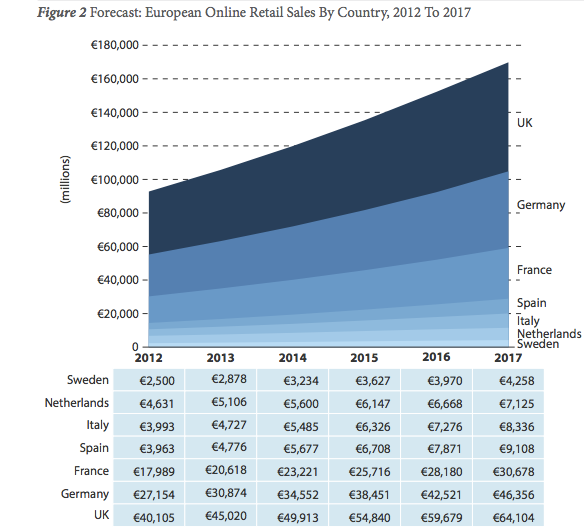 Figure 2 Forecast: European Online Retail Sales By Country, 2012 To 2017
€180,000
€160,000
€140,000
€120,000
€100,000
€80,000
€60,000
€40,000
€20,000
0
(millions)
UK
Germany
France
Spain
Italy
Netherlands
Sweden
2012 2013 2014 2015 2016 2017
Sweden €2,500 €2,878 €3,234 €3,627 €3,970 €4,258
Netherlands €4,631 €5,106 €5,600 €6,147 €6,668 €7,125
Italy €3,993 €4,727 €5,485 €6,326 €7,276 €8,336
Spain €3,963 €4,776 €5,677 €6,708 €7,871 €9,108
France €17,989 €20,618 €23,221 €25,716 €28,180 €30,678
Germany €27,154 €30,874 €34,552 €38,451 €42,521 €46,356
UK €40,105 €45,020 €49,913 €54,840 €59,679 €64,104